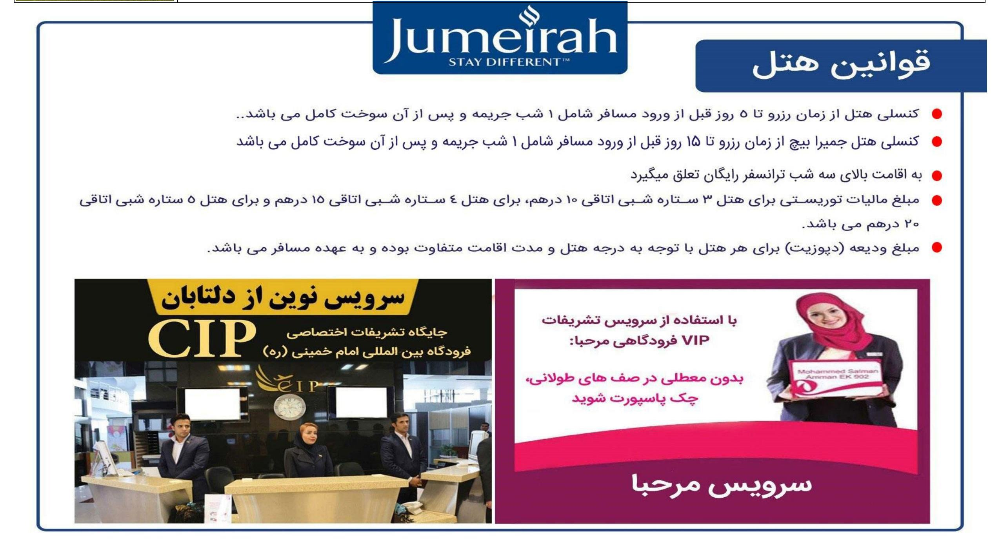 Jumeirah
STAY DIFFERENT™
قوانین هتل
کنسلی هتل از زمان رزرو تا ٥ روز قبل از ورود مسافر شامل ۱ شب جریمه و پس از آن سوخت کامل می باشد..
کنسلی هتل جمیرا بیچ از زمان رزرو تا ۱۵ روز قبل از ورود مسافر شامل ۱ شب جریمه و پس از آن سوخت کامل می باشد
به اقامت بالای سه شب ترانسفر رایگان تعلق میگیرد
مبلغ مالیات توریستی برای هتل ۳ ستاره شبی اتاقی ۱۰ درهم، برای هتل ٤ ستاره شبی اتاقی ۱٥ درهم و برای هتل ٥ ستاره شبی اتاقی
۲۰ درهم می باشد.
مبلغ ودیعه (دپوزیت) برای هر هتل با توجه به درجه هتل و مدت اقامت متفاوت بوده و به عهده مسافر می باشد.
با استفاده از سرویس تشریفات
VIP فرودگاهی مرحبا:
بدون معطلی در صف های طولانی،
چک پاسپورت شوید
Mohammed Salman
Amman EK 902
سرویس مرحبا
سرویس نوین از دلتابان
CIP
جایگاه تشریفات اختصاصی
فرودگاه بین المللی امام خمینی (ره)
CIP